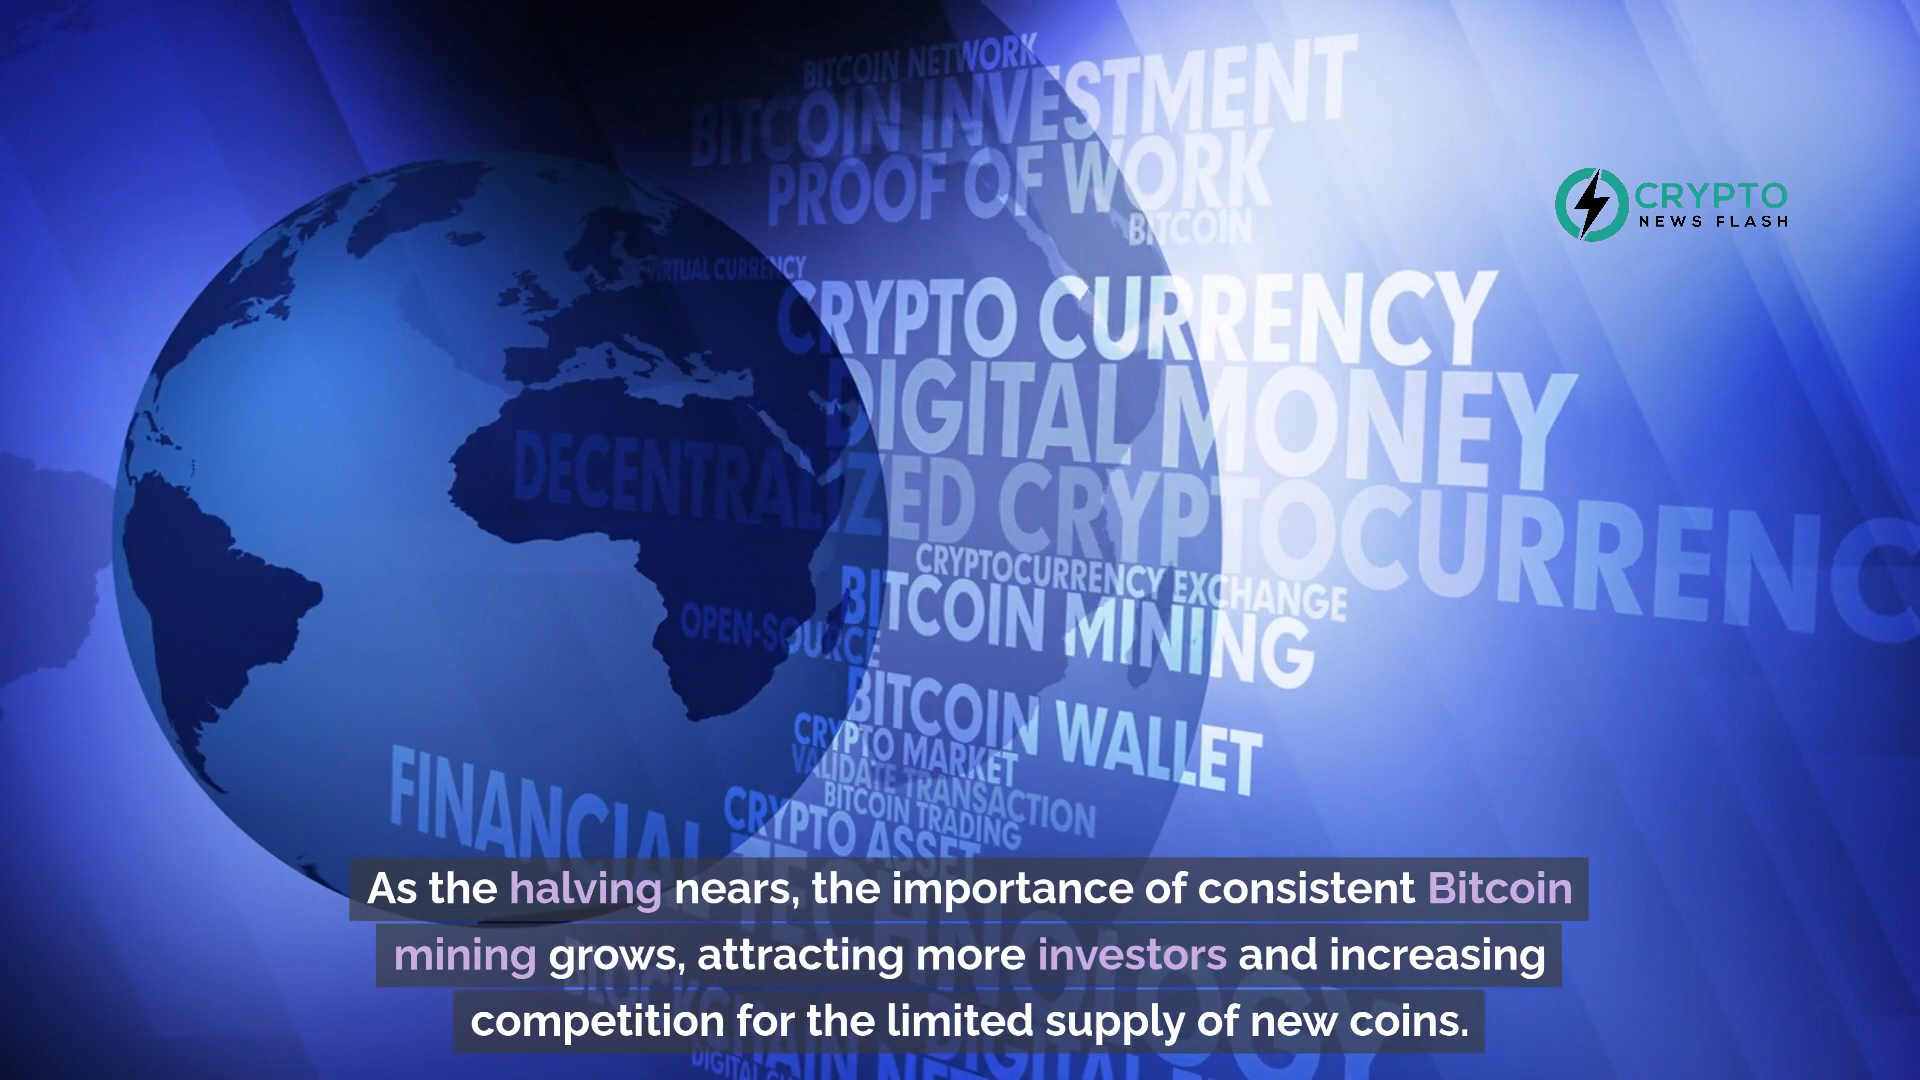 BITCOIN NETWORK
BITCOIN INVESTMENT
PROOF OF WORK
BITCOIN
CRYPTO
NEWS FLASH
VIRTUAL CURRENCY
CRYPTO CURRENCY
DIGITAL MONEY
DECENTRALIZED CRYPTOCURRENC
CRYPTOCURRENCY EXCHANGE
BITCOIN MINING
OPEN-SOURCE
BITCOIN WALLET
CRYPTO MARKET
VALIDATE TRANSACTION
BITCOIN TRADING
CRYPTO ASSET
FINANCIAL TECHNOLOGY
As the halving nears, the importance of consistent Bitcoin
mining grows, attracting more investors and increasing
competition for the limited supply of new coins.